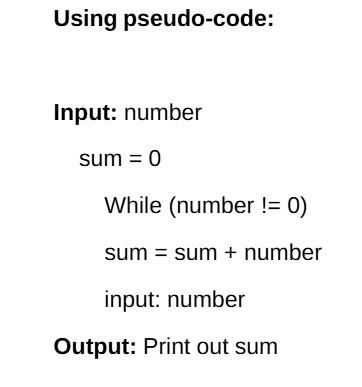 Using pseudo-code:
Input: number
sum = 0
While (number != 0)
sum = sum + number
input: number
Output: Print out sum